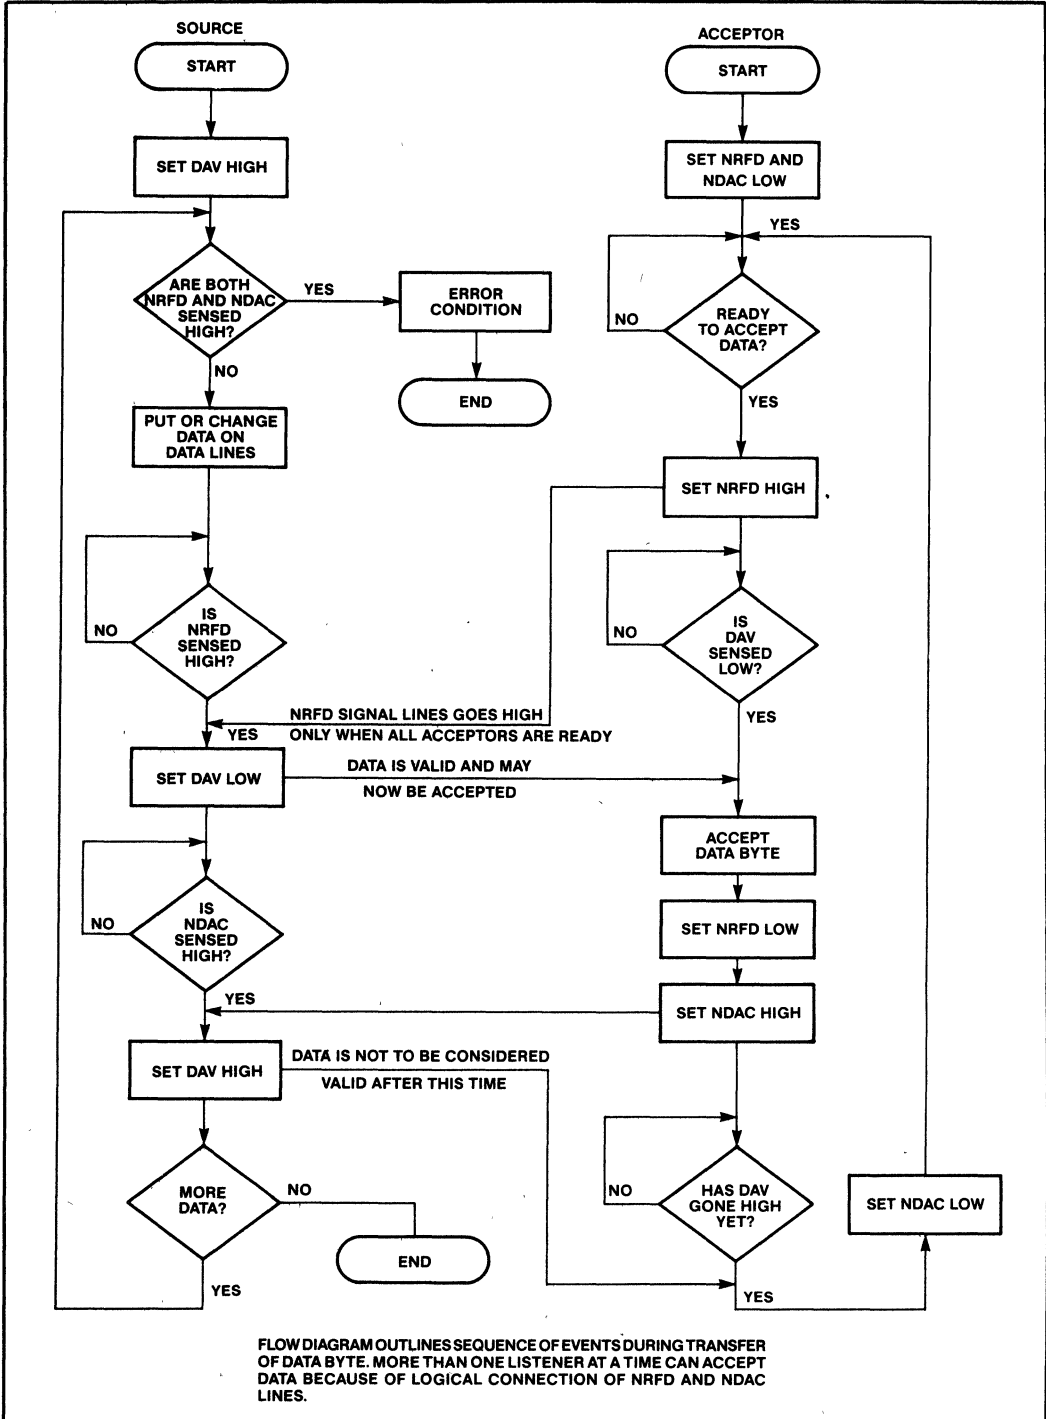 SOURCE
START
SET DAV HIGH
ARE BOTH
NRFD AND NDAC
SENSED
HIGH?
YES
ERROR
CONDITION
END
NO
PUT OR CHANGE
DATA ON
DATA LINES
IS
NRFD
SENSED
HIGH?
NO
YES
NRFD SIGNAL LINES GOES HIGH
ONLY WHEN ALL ACCEPTORS ARE READY
SET DAV LOW
DATA IS VALID AND MAY
NOW BE ACCEPTED
IS
NDAC
SENSED
HIGH?
NO
YES
SET DAV HIGH
DATA IS NOT TO BE CONSIDERED
VALID AFTER THIS TIME
MORE
DATA?
NO
END
YES
ACCEPTOR
START
SET NRFD AND
NDAC LOW
YES
READY
TO ACCEPT
DATA?
NO
YES
SET NRFD HIGH
IS
DAV
SENSED
LOW?
NO
YES
ACCEPT
DATA BYTE
SET NRFD LOW
SET NDAC HIGH
HAS DAV
GONE HIGH
YET?
NO
YES
SET NDAC LOW
FLOW DIAGRAM OUTLINES SEQUENCE OF EVENTS DURING TRANSFER
OF DATA BYTE. MORE THAN ONE LISTENER AT A TIME CAN ACCEPT
DATA BECAUSE OF LOGICAL CONNECTION OF NRFD AND NDAC
LINES.